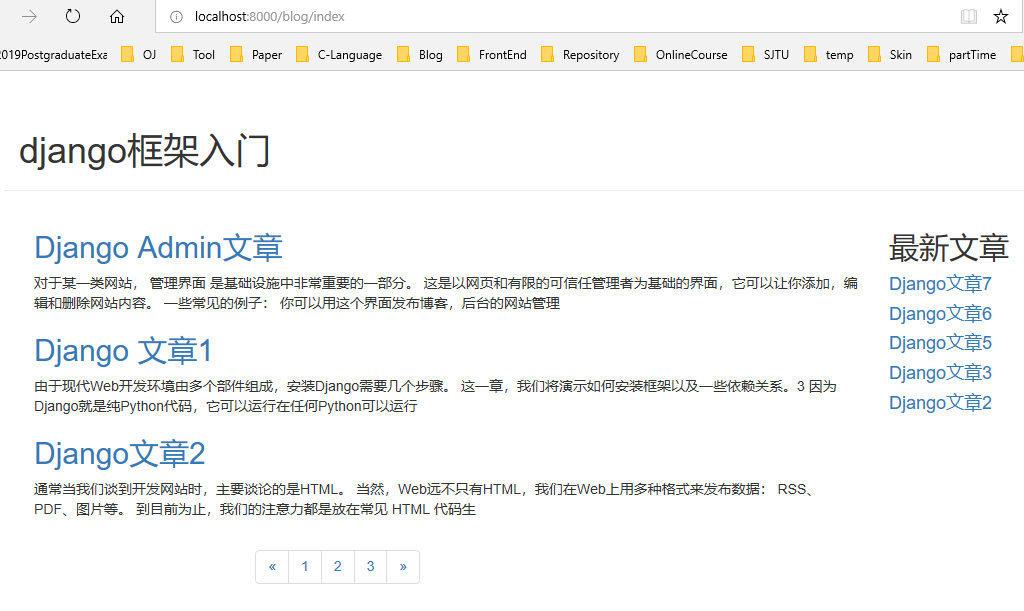 localhost:8000/blog/index
2019PostgraduateExa OJ Tool Paper C-Language Blog FrontEnd Repository OnlineCourse SJTU temp Skin partTime
django框架入门
Django Admin文章
对于某一类网站， 管理界面 是基础设施中非常重要的一部分。 这是以网页和有限的可信任管理者为基础的界面，它可以让你添加，编
辑和删除网站内容。 一些常见的例子： 你可以用这个界面发布博客，后台的网站管理
Django 文章1
由于现代Web开发环境由多个部件组成，安装Django需要几个步骤。 这一章，我们将演示如何安装框架以及一些依赖关系。3 因为
Django就是纯Python代码，它可以运行在任何Python可以运行
Django文章2
通常当我们谈到开发网站时，主要谈论的是HTML。 当然，Web远不只有HTML，我们在Web上用多种格式来发布数据： RSS、
PDF、图片等。 到目前为止，我们的注意力都是放在常见 HTML 代码生
« 1 2 3 »
最新文章
Django文章7
Django文章6
Django文章5
Django文章3
Django文章2